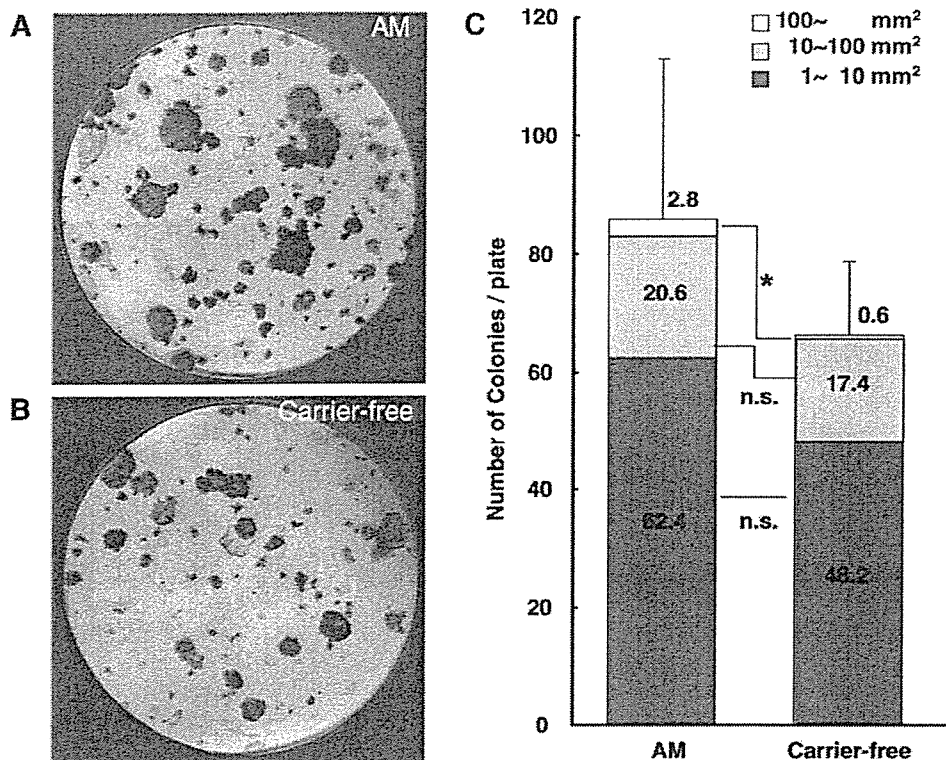 A
AM
B
Carrier-free
C
120
100
80
60
40
20
0
Number of Colonies / plate
100~ mm²
10~100 mm²
1~ 10 mm²
2.8
20.6
62.4
*
n.s.
n.s.
0.6
17.4
48.2
AM
Carrier-free